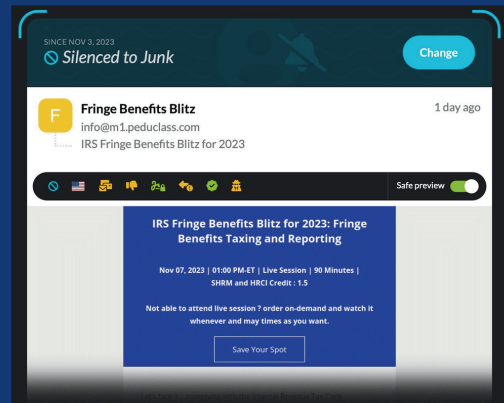 SINCE NOV 3, 2023
Silenced to Junk
Change
F
Fringe Benefits Blitz
1 day ago
info@m1.peduclass.com
IRS Fringe Benefits Blitz for 2023
Safe preview
IRS Fringe Benefits Blitz for 2023: Fringe
Benefits Taxing and Reporting
Nov 07, 2023 | 01:00 PM-ET | Live Session | 90 Minutes |
SHRM and HRCI Credit : 1.5
Not able to attend live session ? order on-demand and watch it
whenever and may times as you want.
Save Your Spot